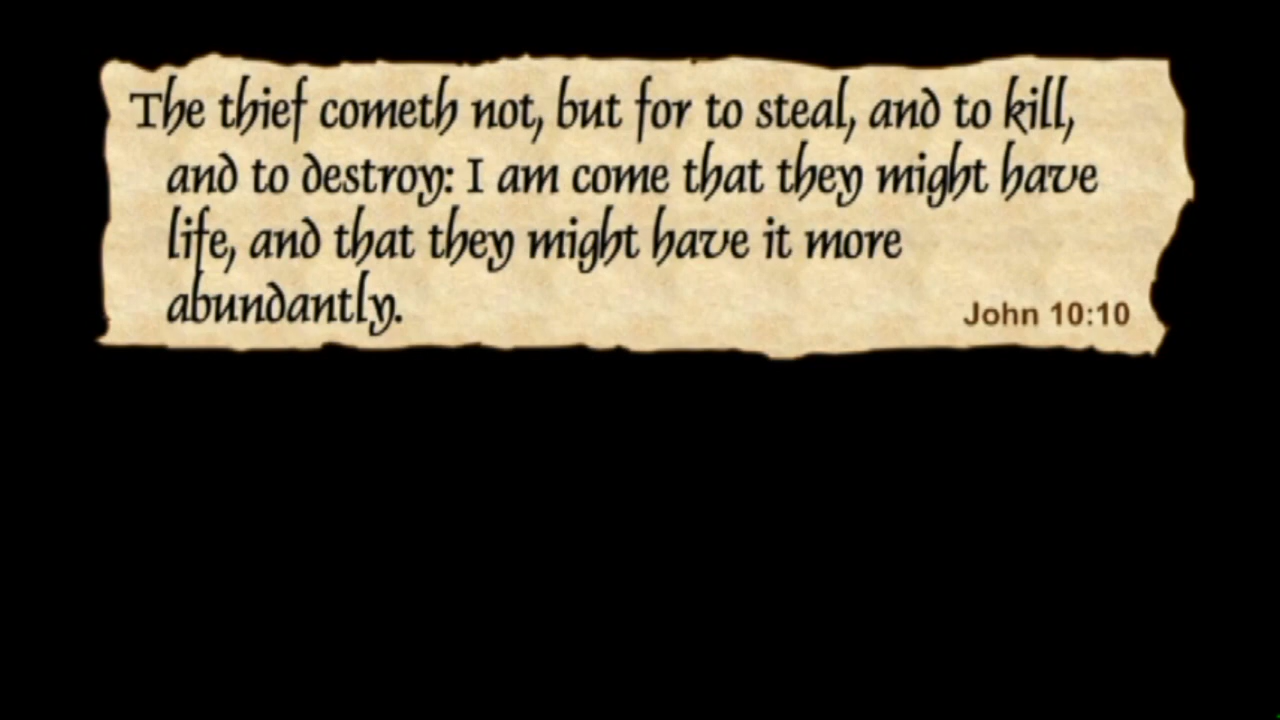 The thief cometh not, but for to steal, and to kill,
and to destroy: I am come that they might have
life, and that they might have it more
abundantly.
John 10:10